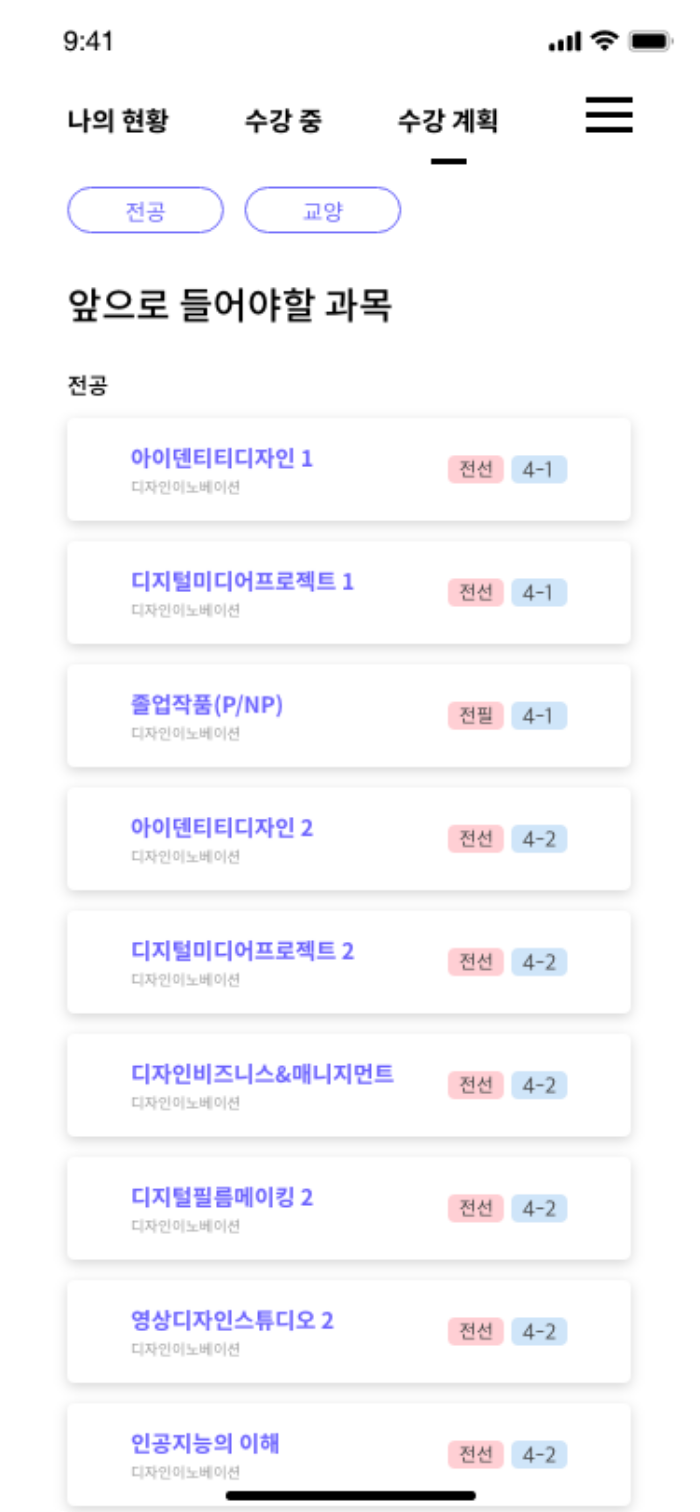 9:41
나의 현황 수강 중 수강 계획
전공 교양
앞으로 들어야할 과목
전공
아이덴티티디자인 1
디자인이노베이션
전선 4-1
디지털미디어프로젝트 1
디자인이노베이션
전선 4-1
졸업작품(P/NP)
디자인이노베이션
전필 4-1
아이덴티티디자인 2
디자인이노베이션
전선 4-2
디지털미디어프로젝트 2
디자인이노베이션
전선 4-2
디자인비즈니스&매니지먼트
디자인이노베이션
전선 4-2
디지털필름메이킹 2
디자인이노베이션
전선 4-2
영상디자인스튜디오 2
디자인이노베이션
전선 4-2
인공지능의 이해
디자인이노베이션
전선 4-2